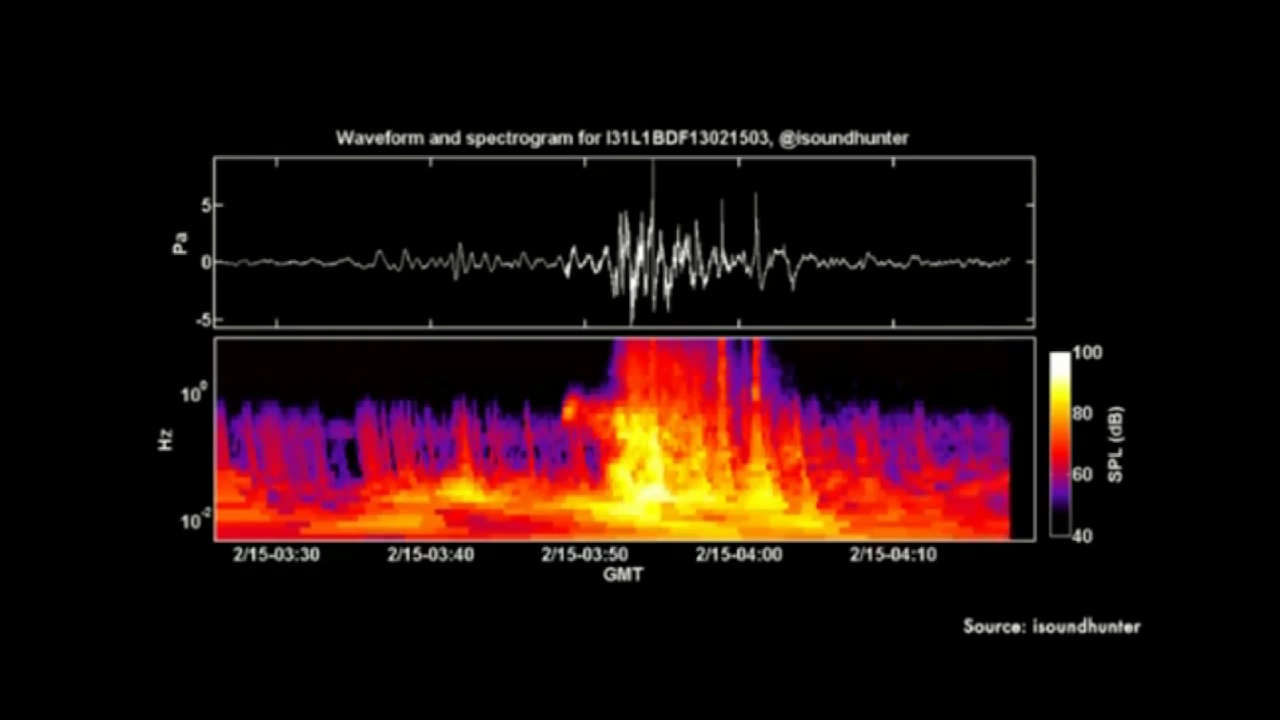 Waveform and spectrogram for I31L1BDF13021503, @isoundhunter
5
Pa
0
-5
100
10^0
80
Hz
SPL (dB)
60
10^-2
40
2/15-03:30 2/15-03:40 2/15-03:50 2/15-04:00 2/15-04:10
GMT
Source: isoundhunter